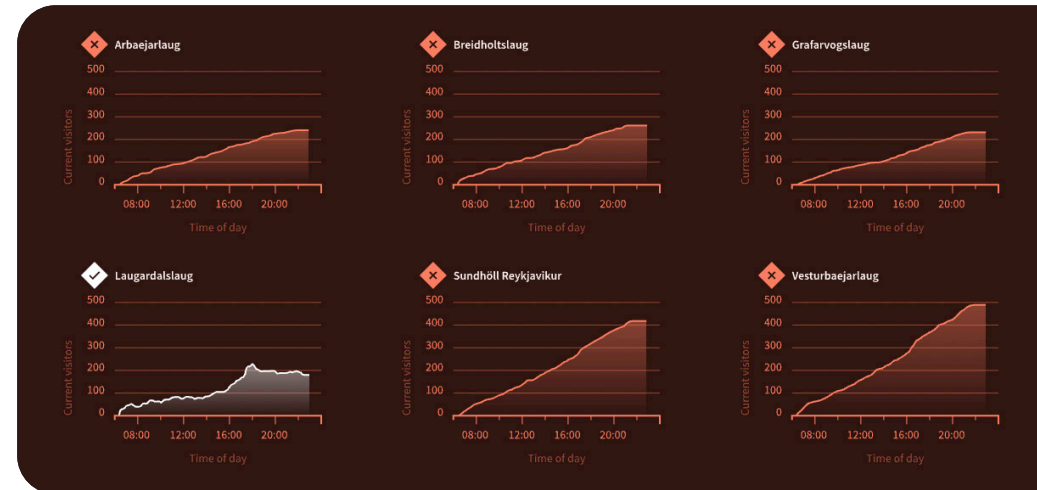 Arbaejarlaug
Current visitors
500
400
300
200
100
0
08:00 12:00 16:00 20:00
Time of day
Breidholtslaug
Current visitors
500
400
300
200
100
0
08:00 12:00 16:00 20:00
Time of day
Grafarvogslaug
Current visitors
500
400
300
200
100
0
08:00 12:00 16:00 20:00
Time of day
Laugardalslaug
Current visitors
500
400
300
200
100
0
08:00 12:00 16:00 20:00
Time of day
Sundhöll Reykjavikur
Current visitors
500
400
300
200
100
0
08:00 12:00 16:00 20:00
Time of day
Vesturbaejarlaug
Current visitors
500
400
300
200
100
0
08:00 12:00 16:00 20:00
Time of day